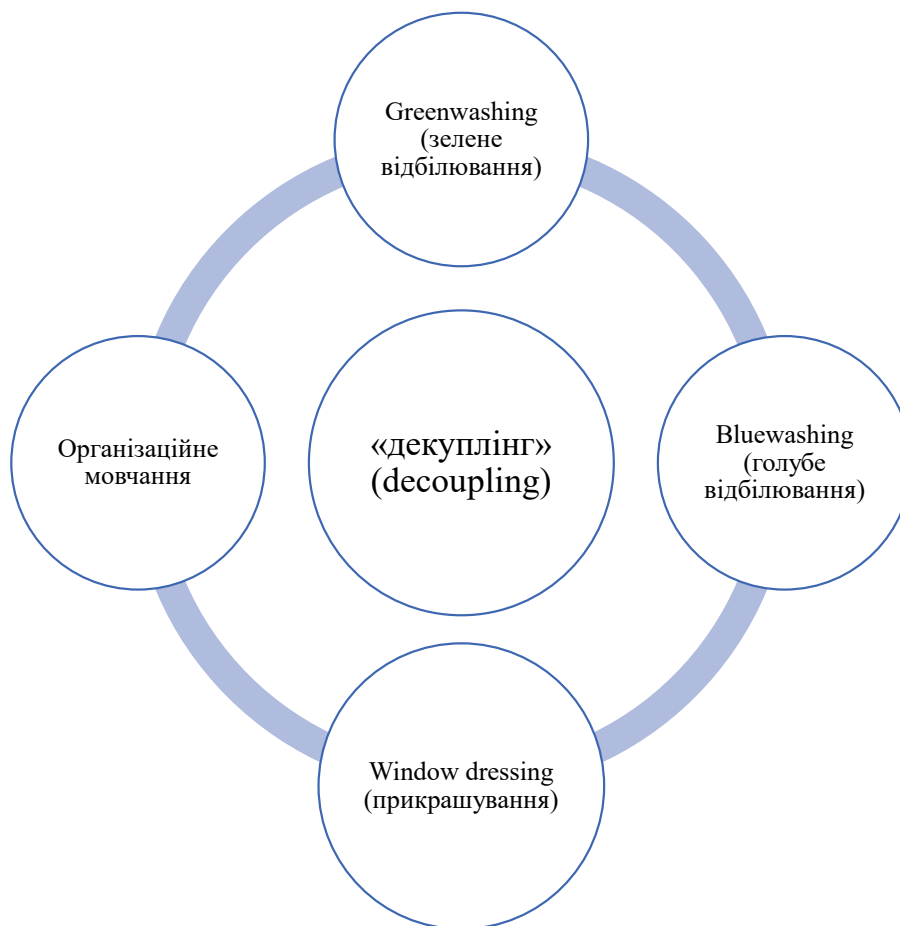 Greenwashing
(зелене
відбілювання)
Організаційне
мовчання
«декуплінг»
(decoupling)
Bluewashing
(голубе
відбілювання)
Window dressing
(прикрашування)